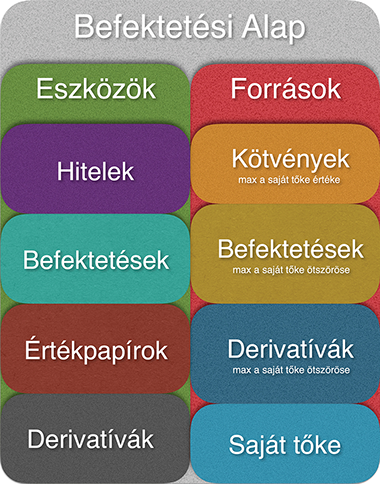 Befektetési Alap
Eszközök
Hitelek
Befektetések
Értékpapírok
Derivatívák
Források
Kötvények
max a saját tőke értéke
Befektetések
max a saját tőke ötszöröse
Derivatívák
max a saját tőke ötszöröse
Saját tőke